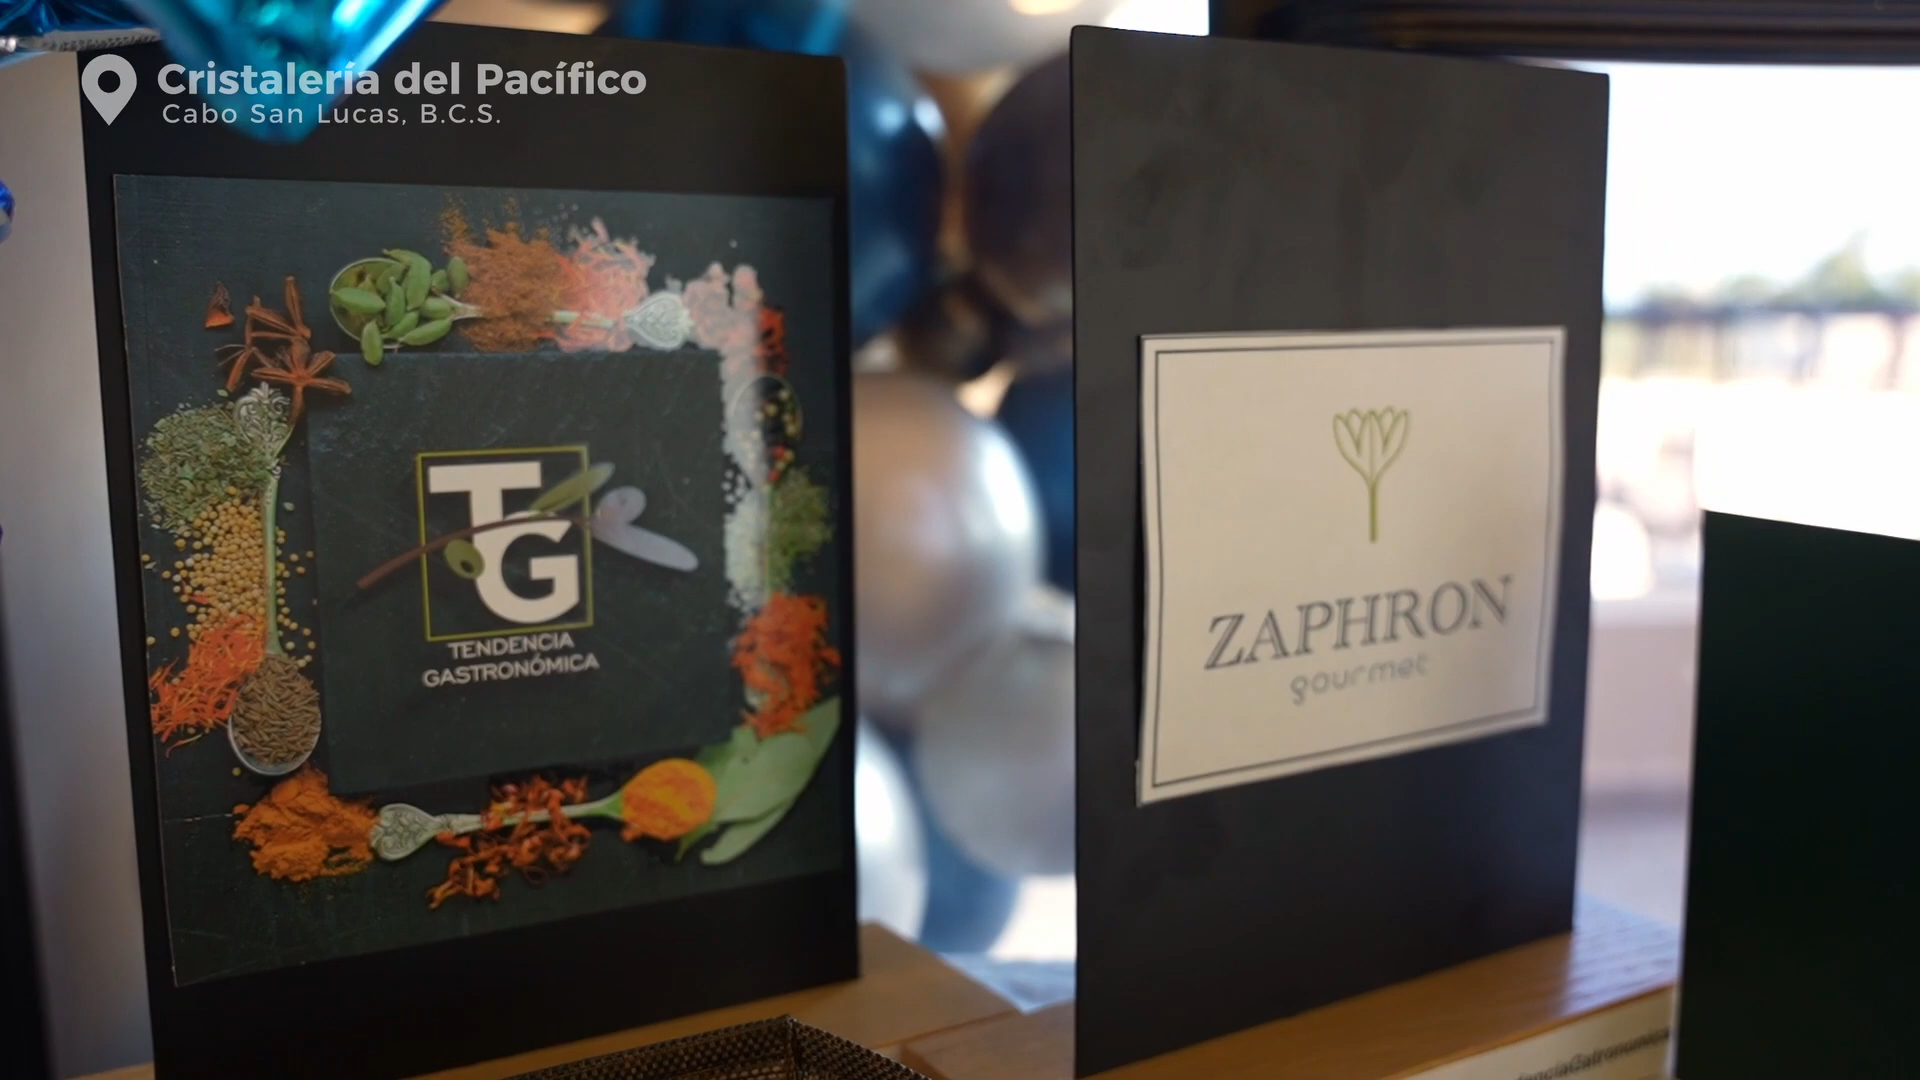 Cristalería del Pacífico
Cabo San Lucas, B.C.S.
TG
TENDENCIA
GASTRONÓMICA
ZAPHRON
gourmet